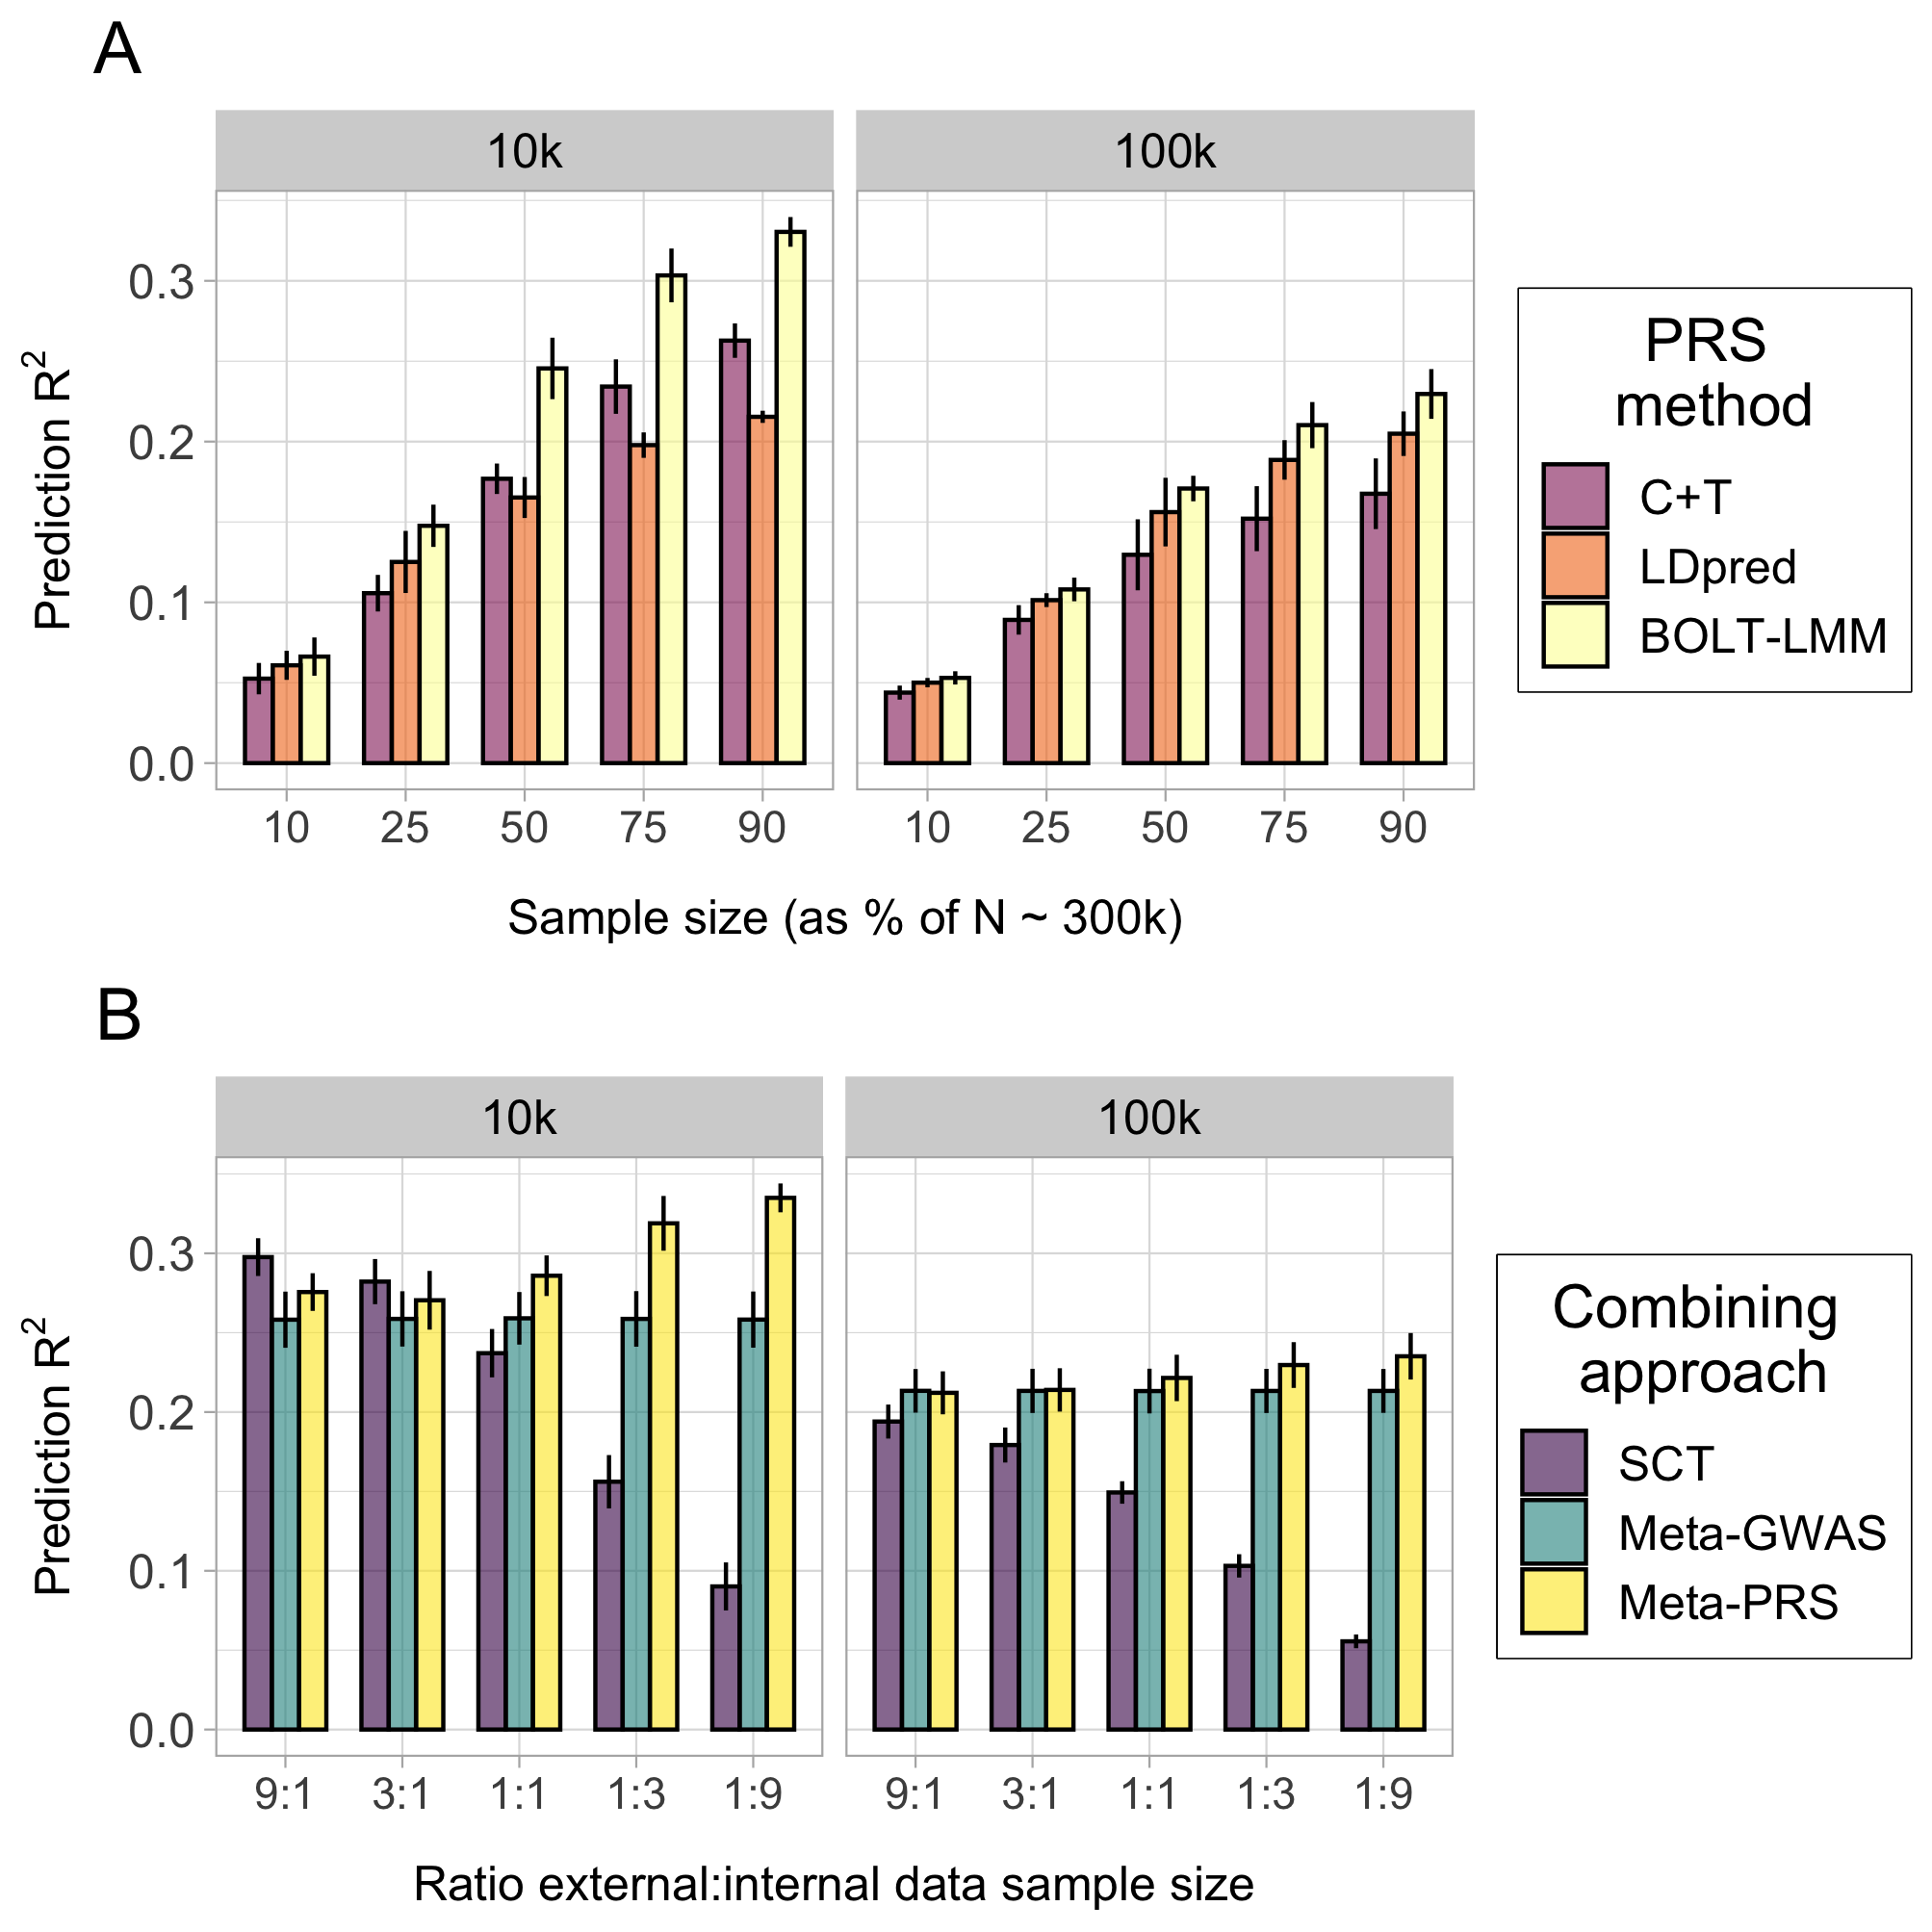 A
10k 100k
Prediction R²
0.3
0.2
0.1
0.0
10 25 50 75 90 10 25 50 75 90
Sample size (as % of N ~ 300k)
PRS
method
C+T
LDpred
BOLT-LMM
B
10k 100k
Prediction R²
0.3
0.2
0.1
0.0
9:1 3:1 1:1 1:3 1:9 9:1 3:1 1:1 1:3 1:9
Ratio external:internal data sample size
Combining
approach
SCT
Meta-GWAS
Meta-PRS